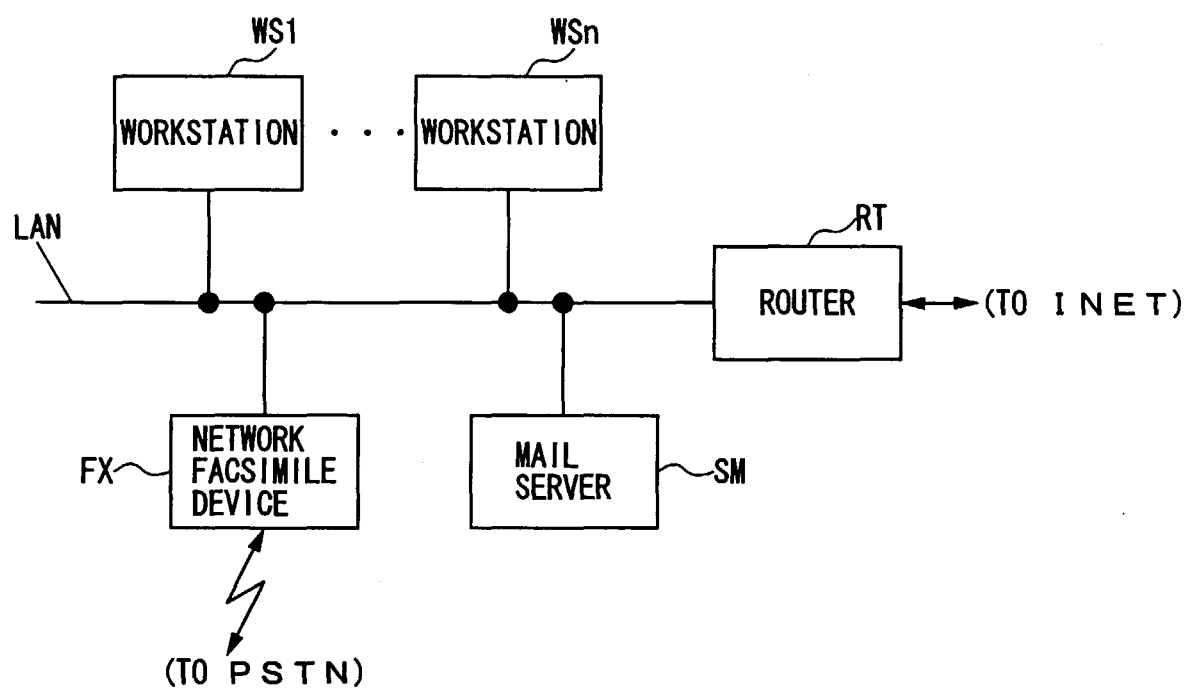 WS1
WSn
WORKSTATION
· · ·
WORKSTATION
LAN
RT
ROUTER
(TO INET)
FX
NETWORK
FACSIMILE
DEVICE
MAIL
SERVER
SM
(TO PSTN)